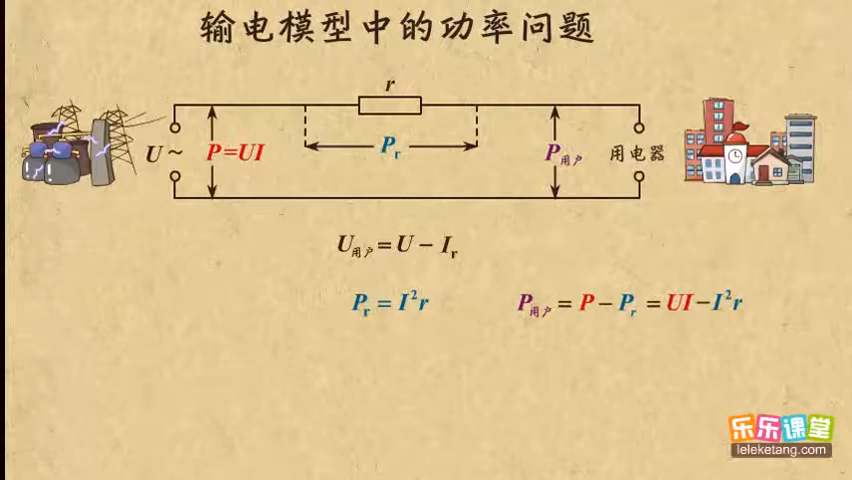 输电模型中的功率问题
r
U～ P=UI Pr P用户 用电器
U用户=U－Ir
Pr=I²r P用户=P－Pr=UI－I²r
乐乐课堂
leleketang.com